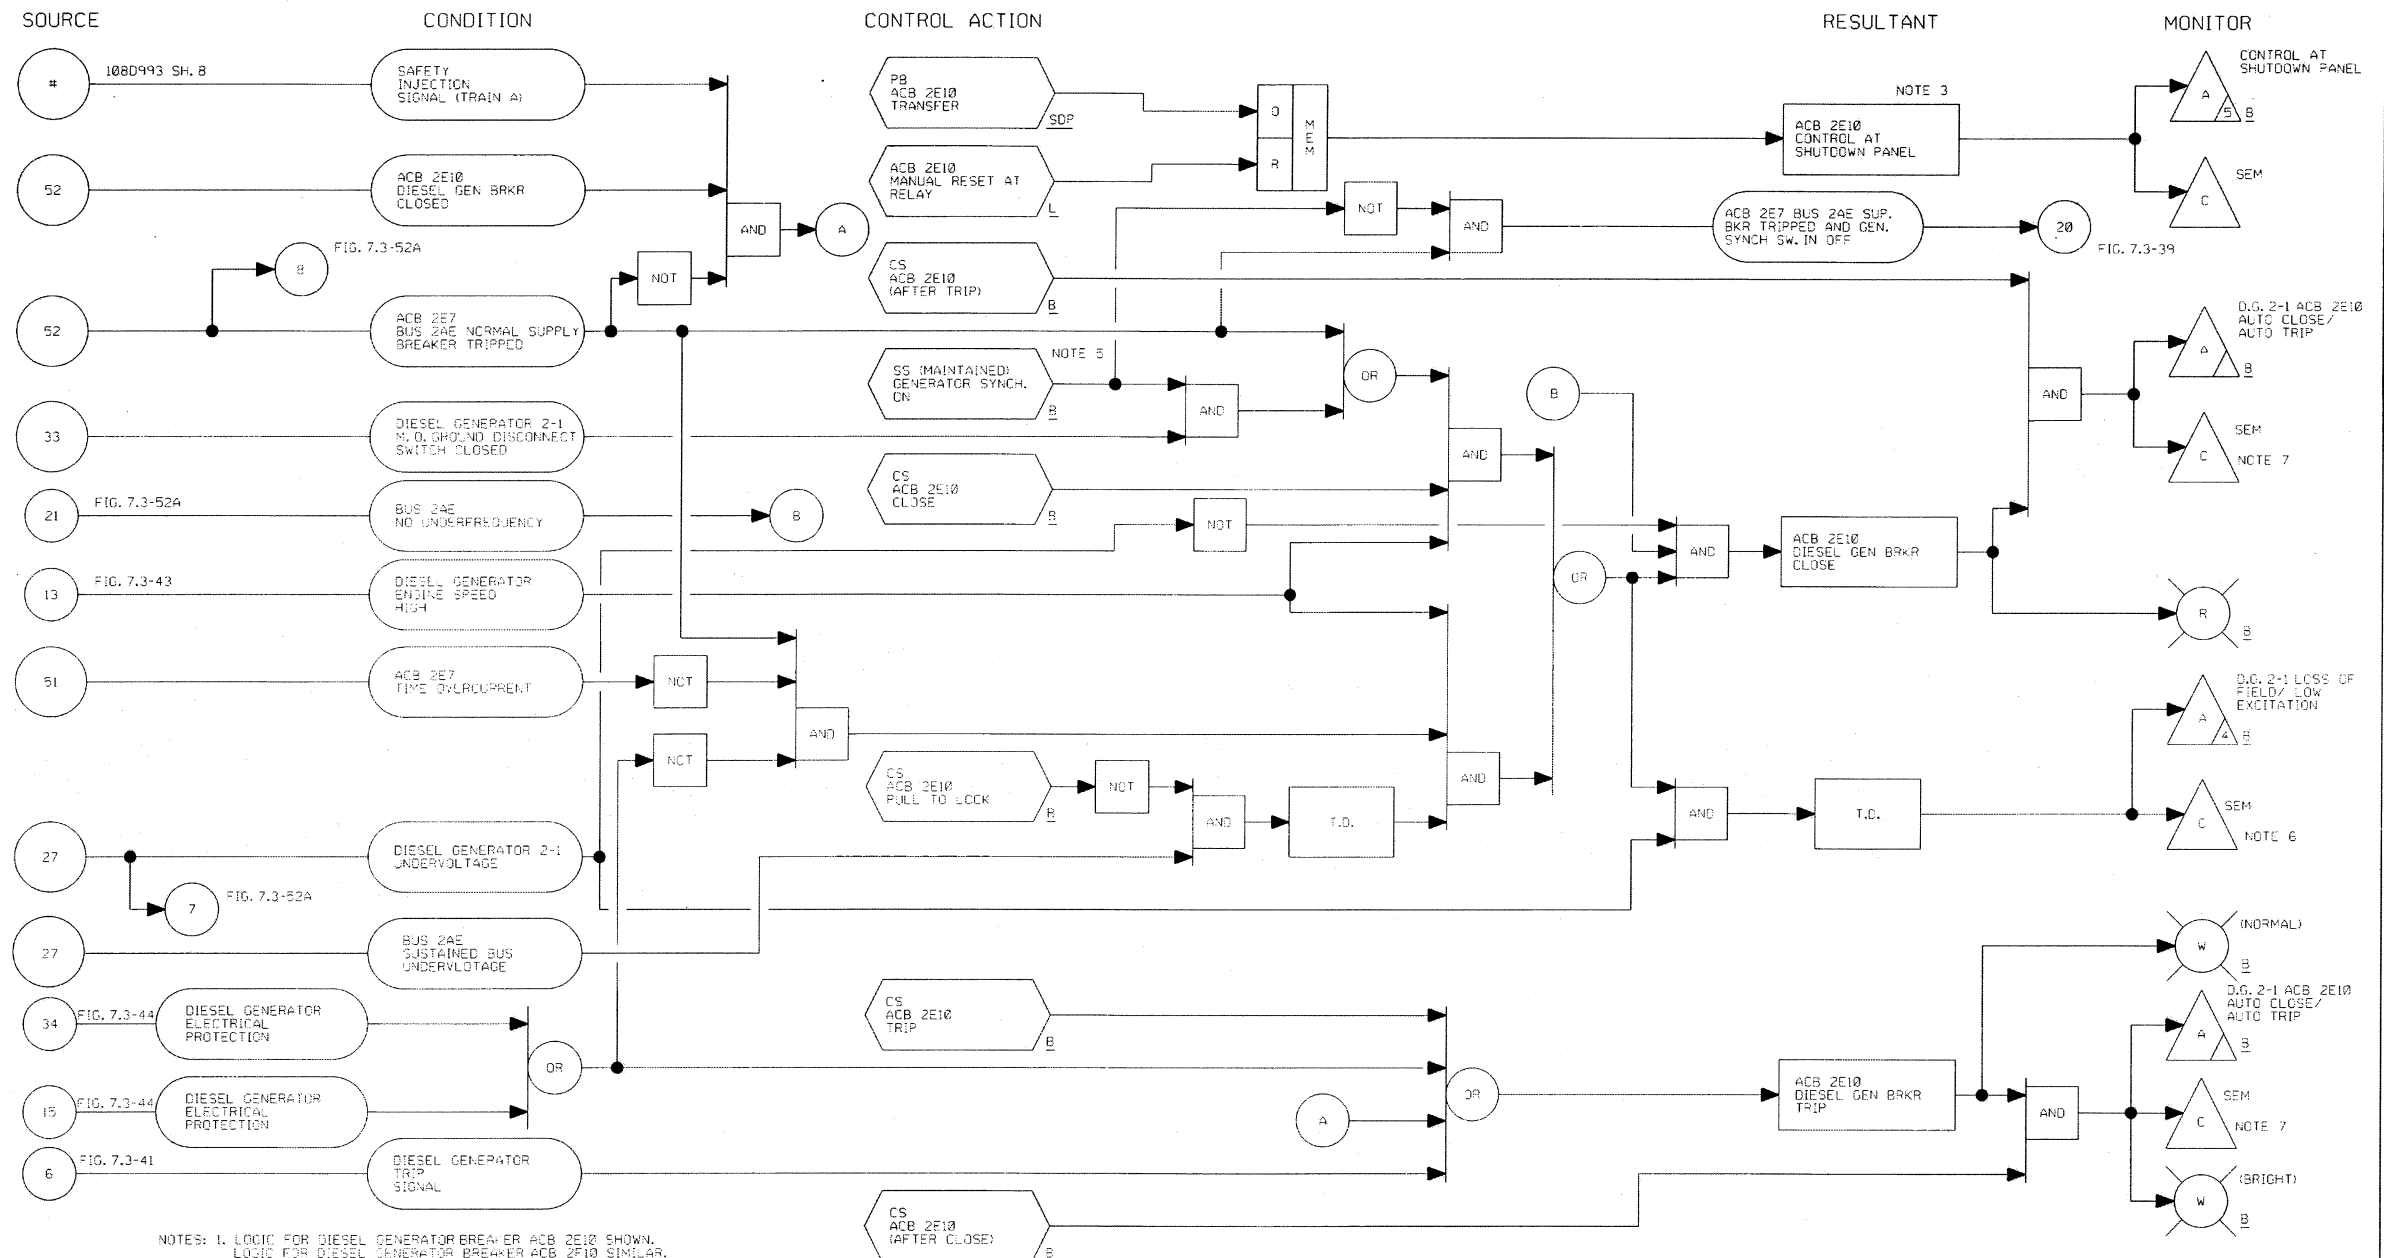 SOURCE
CONDITION
CONTROL ACTION
RESULTANT
MONITOR
#
108D993 SH. 8
SAFETY
INJECTION
SIGNAL (TRAIN A)
52
ACB 2E10
DIESEL GEN BRKR
CLOSED
AND
A
8
FIG. 7.3-52A
NOT
52
ACB 2E7
BUS 2AE NORMAL SUPPLY
BREAKER TRIPPED
33
DIESEL GENERATOR 2-1
M.O. GROUND DISCONNECT
SWITCH CLOSED
21
FIG. 7.3-52A
BUS 2AE
NO UNDERFREQUENCY
B
13
FIG. 7.3-43
DIESEL GENERATOR
ENGINE SPEED
HIGH
51
ACB 2E7
TIME OVERCURRENT
NOT
NOT
AND
27
DIESEL GENERATOR 2-1
UNDERVOLTAGE
7
FIG. 7.3-52A
27
BUS 2AE
SUSTAINED BUS
UNDERVLOTAGE
34
FIG. 7.3-44
DIESEL GENERATOR
ELECTRICAL
PROTECTION
OR
15
FIG. 7.3-44
DIESEL GENERATOR
ELECTRICAL
PROTECTION
6
FIG. 7.3-41
DIESEL GENERATOR
TRIP
SIGNAL
PB
ACB 2E10
TRANSFER
SDP
ACB 2E10
MANUAL RESET AT
RELAY
L
O
R
MEM
NOT
AND
CS
ACB 2E10
(AFTER TRIP)
B
NOTE 5
SS (MAINTAINED)
GENERATOR SYNCH.
ON
B
AND
OR
CS
ACB 2E10
CLOSE
B
AND
NOT
B
OR
AND
CS
ACB 2E10
PULL TO LOCK
B
NOT
AND
T.D.
AND
AND
T.D.
CS
ACB 2E10
TRIP
B
A
OR
CS
ACB 2E10
(AFTER CLOSE)
B
NOTE 3
ACB 2E10
CONTROL AT
SHUTDOWN PANEL
ACB 2E7 BUS 2AE SUP.
BKR TRIPPED AND GEN.
SYNCH SW. IN OFF
20
FIG. 7.3-39
ACB 2E10
DIESEL GEN BRKR
CLOSE
AND
ACB 2E10
DIESEL GEN BRKR
TRIP
AND
CONTROL AT
SHUTDOWN PANEL
A
5
B
SEM
C
D.G. 2-1 ACB 2E10
AUTO CLOSE/
AUTO TRIP
A
B
SEM
C
NOTE 7
R
B
D.G. 2-1 LOSS OF
FIELD/ LOW
EXCITATION
A
4
B
SEM
C
NOTE 6
(NORMAL)
W
B
D.G. 2-1 ACB 2E10
AUTO CLOSE/
AUTO TRIP
A
B
SEM
C
NOTE 7
(BRIGHT)
W
B
NOTES: 1. LOGIC FOR DIESEL GENERATOR BREAKER ACB 2E10 SHOWN.
LOGIC FOR DIESEL GENERATOR BREAKER ACB 2F10 SIMILAR.